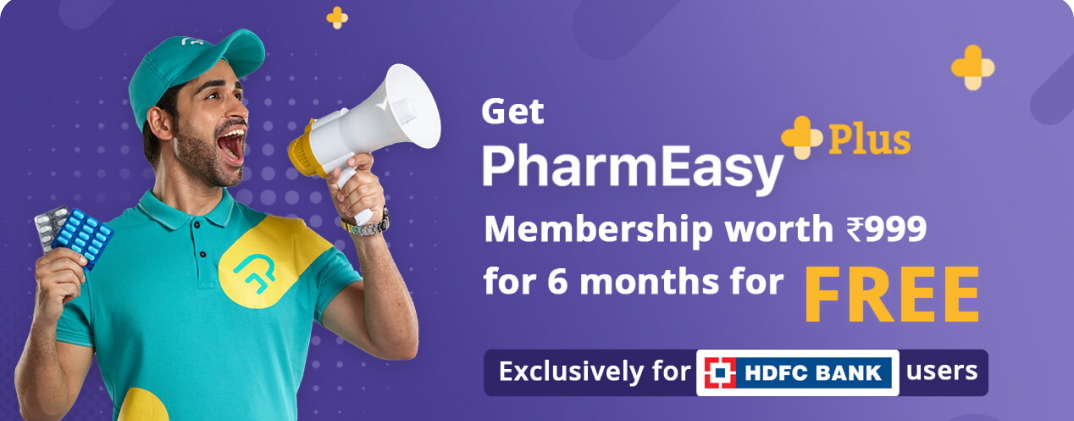 Get
PharmEasy Plus
Membership worth ₹999
for 6 months for FREE
Exclusively for HDFC BANK users